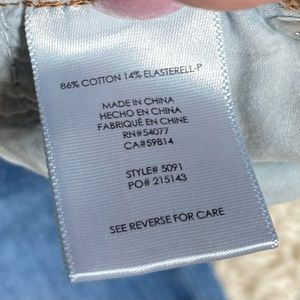 86% COTTON 14% ELASTERELL-P
MADE IN CHINA
HECHO EN CHINA
FABRIQUÉ EN CHINE
RN#54077
CA#59814
STYLE# 5091
PO# 215143
SEE REVERSE FOR CARE